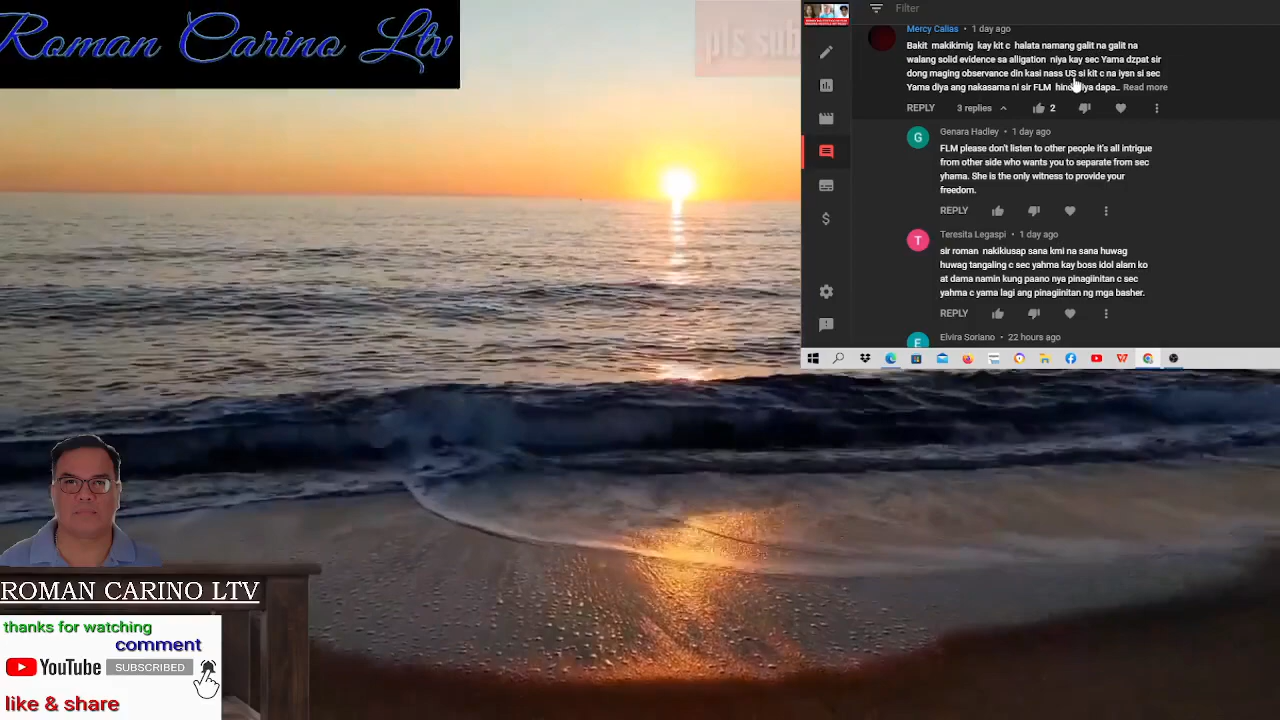 Roman Carino Ltv
pls sub
Filter
Mercy Callas • 1 day ago
Bakit makikimig kay kit c halata namang galit na galit na
walang solid evidence sa alligation niya kay sec Yama dzpat sir
dong maging observance din kasi nass US si kit c na iysn si sec
Yama diya ang nakasama ni sir FLM hindi iya dapa… Read more
REPLY 3 replies 2
G
Genara Hadley • 1 day ago
FLM please don't listen to other people it's all intrigue
from other side who wants you to separate from sec
yhama. She is the only witness to provide your
freedom.
REPLY
T
Teresita Legaspi • 1 day ago
sir roman nakikiusap sana kmi na sana huwag
huwag tangaling c sec yahma kay boss idol alam ko
at dama namin kung paano nya pinagiinitan c sec
yahma c yama lagi ang pinagiinitan ng mga basher.
REPLY
E
Elvira Soriano • 22 hours ago
ROMAN CARINO LTV
thanks for watching
comment
YouTube SUBSCRIBED
like & share